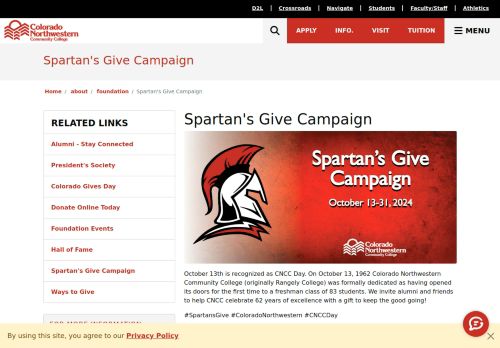 D2L | Crossroads | Navigate | Students | Faculty/Staff | Athletics
Colorado
Northwestern
Community College
APPLY INFO. VISIT TUITION MENU
Spartan's Give Campaign
Home / about / foundation / Spartan's Give Campaign
RELATED LINKS
Alumni - Stay Connected
President's Society
Colorado Gives Day
Donate Online Today
Foundation Events
Hall of Fame
Spartan's Give Campaign
Ways to Give
FOR MORE INFORMATION
Spartan's Give Campaign
Spartan's Give
Campaign
October 13-31, 2024
Colorado
Northwestern
Community College
October 13th is recognized as CNCC Day. On October 13, 1962 Colorado Northwestern
Community College (originally Rangely College) was formally dedicated as having opened
its doors for the first time to a freshman class of 83 students. We invite alumni and friends
to help CNCC celebrate 62 years of excellence with a gift to keep the good going!
#SpartansGive #ColoradoNorthwestern #CNCCDay
By using this site, you agree to our Privacy Policy